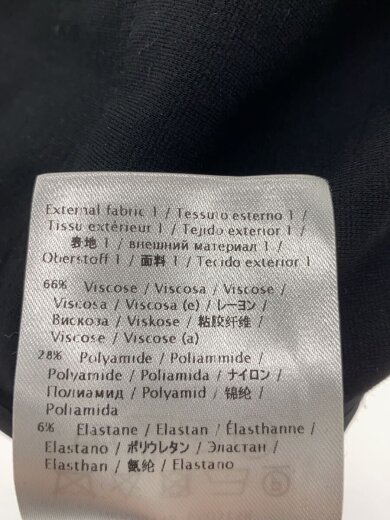 External fabric 1 / Tessuto esterno 1 /
Tissu extérieur 1 / Tejido exterior 1 /
表地 1 / внешний материал 1 /
Oberstoff 1 / 面料 1 / Tecido exterior 1
66% Viscose / Viscosa / Viscose /
Viscosa / Viscosa (e) / レーヨン /
Вискоза / Viskose / 粘胶纤维 /
Viscose / Viscose (a)
28% Polyamide / Poliammide /
Polyamide / Poliamida / ナイロン /
Полиамид / Polyamid / 锦纶 /
Poliamida
6% Elastane / Elastan / Élasthanne /
Elastano / ポリウレタン / Эластан /
Elasthan / 氨纶 / Elastano